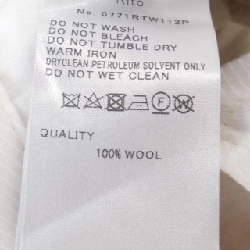 Rito
No. 0771RTW112P
DO NOT WASH
DO NOT BLEACH
DO NOT TUMBLE DRY
WARM IRON
DRYCLEAN PETROLEUM SOLVENT ONLY
DO NOT WET CLEAN
F W
QUALITY
100% WOOL